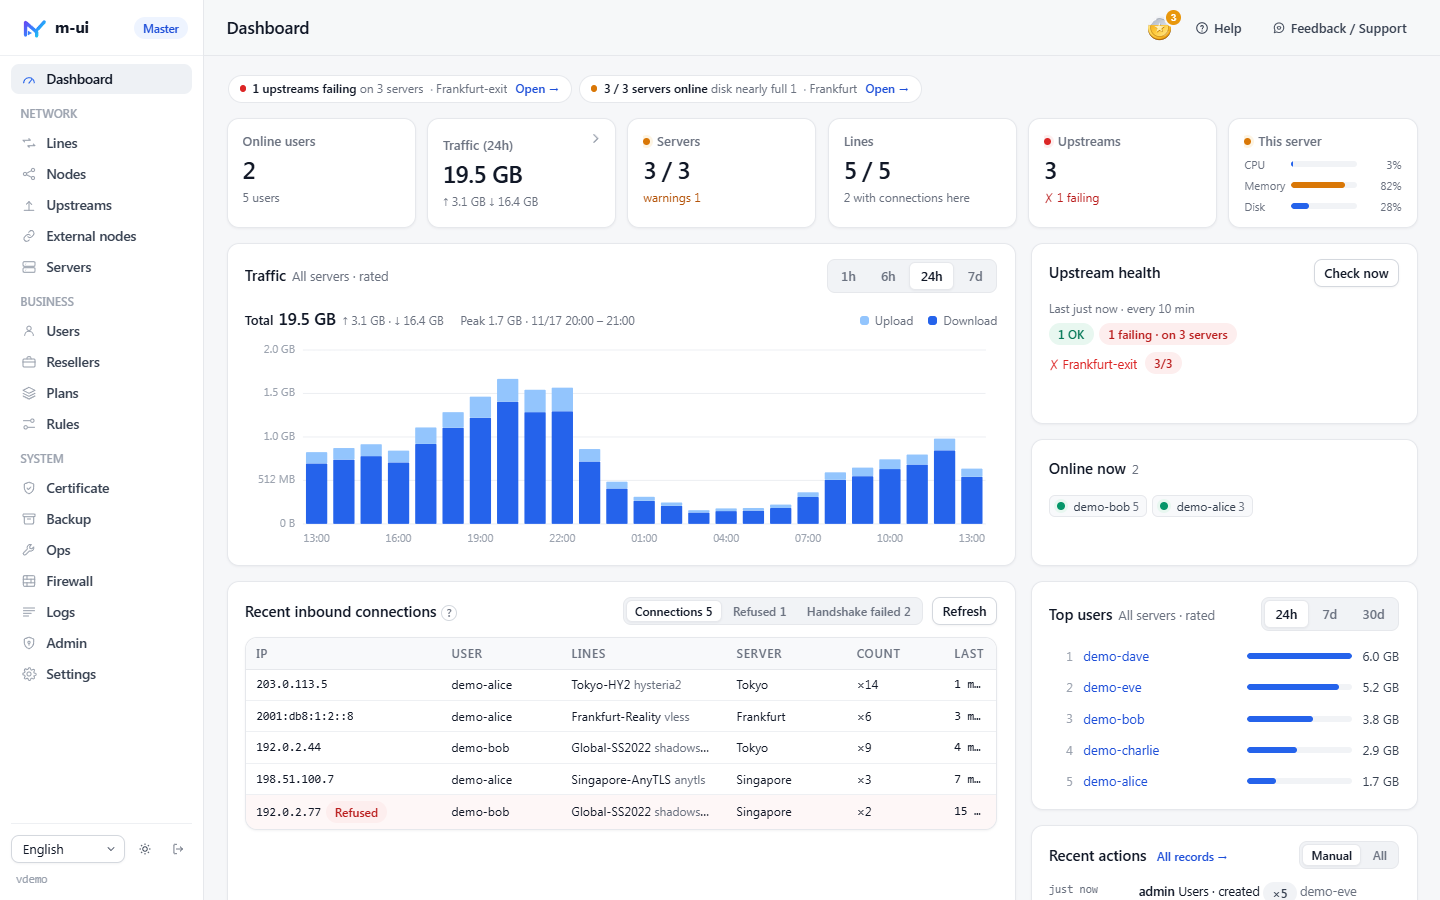 m-ui Master
Dashboard
NETWORK
Lines
Nodes
Upstreams
External nodes
Servers
BUSINESS
Users
Resellers
Plans
Rules
SYSTEM
Certificate
Backup
Ops
Firewall
Logs
Admin
Settings
English
vdemo
Dashboard
3
Help
Feedback / Support
1 upstreams failing on 3 servers · Frankfurt-exit Open →
3 / 3 servers online disk nearly full 1 · Frankfurt Open →
Online users
2
5 users
Traffic (24h)
19.5 GB
↑ 3.1 GB ↓ 16.4 GB
Servers
3 / 3
warnings 1
Lines
5 / 5
2 with connections here
Upstreams
3
✗ 1 failing
This server
CPU 3%
Memory 82%
Disk 28%
Traffic All servers · rated
1h 6h 24h 7d
Total 19.5 GB ↑ 3.1 GB · ↓ 16.4 GB Peak 1.7 GB · 11/17 20:00 – 21:00
Upload Download
2.0 GB
1.5 GB
1.0 GB
512 MB
0 B
13:00 16:00 19:00 22:00 01:00 04:00 07:00 10:00 13:00
Upstream health
Check now
Last just now · every 10 min
1 OK 1 failing · on 3 servers
✗ Frankfurt-exit 3/3
Online now 2
demo-bob 5 demo-alice 3
Recent inbound connections ?
Connections 5 Refused 1 Handshake failed 2
Refresh
IP USER LINES SERVER COUNT LAST
203.0.113.5 demo-alice Tokyo-HY2 hysteria2 Tokyo ×14 1 m…
2001:db8:1:2::8 demo-alice Frankfurt-Reality vless Frankfurt ×6 3 m…
192.0.2.44 demo-bob Global-SS2022 shadows… Tokyo ×9 4 m…
198.51.100.7 demo-alice Singapore-AnyTLS anytls Singapore ×3 7 m…
192.0.2.77 Refused demo-bob Global-SS2022 shadows… Singapore ×2 15 …
Top users All servers · rated
24h 7d 30d
1 demo-dave 6.0 GB
2 demo-eve 5.2 GB
3 demo-bob 3.8 GB
4 demo-charlie 2.9 GB
5 demo-alice 1.7 GB
Recent actions All records →
Manual All
just now admin Users · created ×5 demo-eve